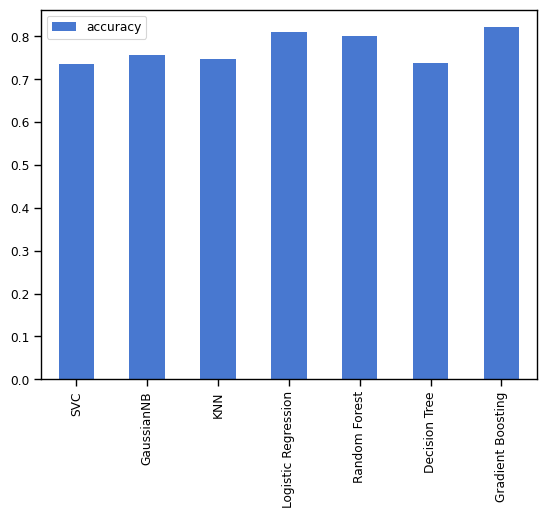 accuracy
0.8
0.7
0.6
0.5
0.4
0.3
0.2
0.1
0.0
SVC
GaussianNB
KNN
Logistic Regression
Random Forest
Decision Tree
Gradient Boosting